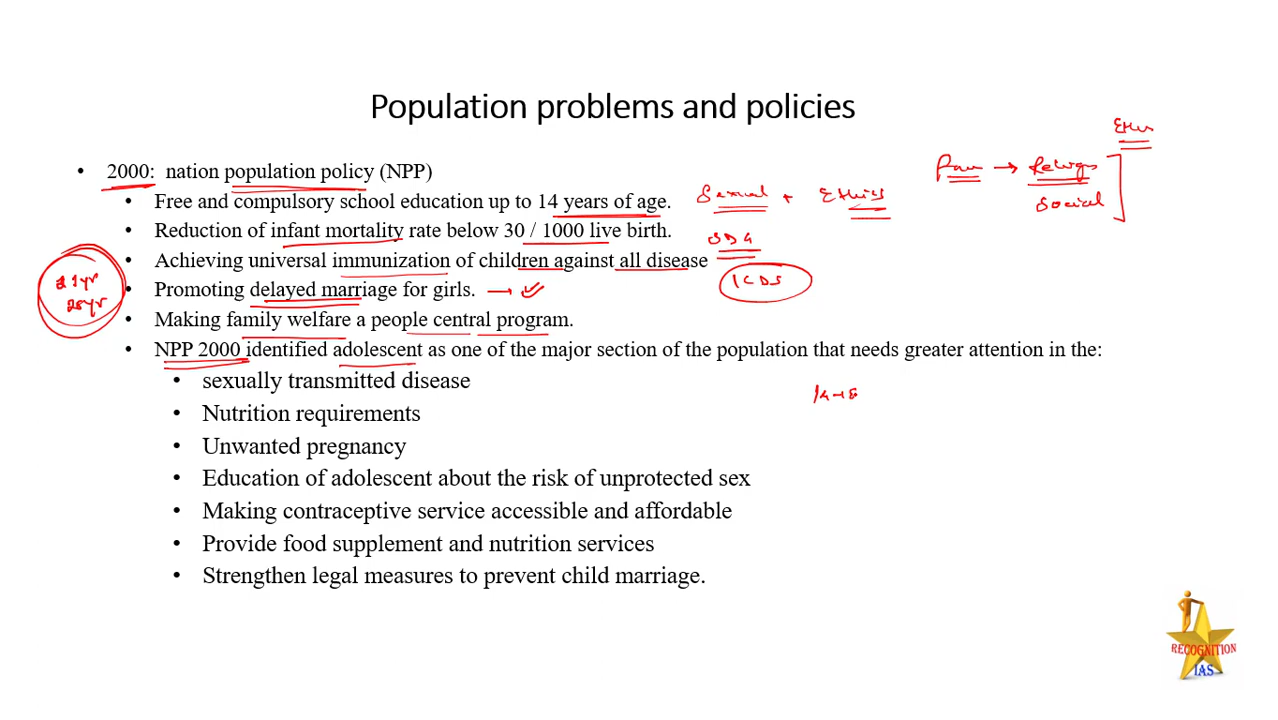 Population problems and policies
• 2000: nation population policy (NPP)
• Free and compulsory school education up to 14 years of age.
Sexual + Ethics
• Reduction of infant mortality rate below 30 / 1000 live birth.
SDG
• Achieving universal immunization of children against all disease
ICDS
• Promoting delayed marriage for girls. →
21yr
25yr
• Making family welfare a people central program.
• NPP 2000 identified adolescent as one of the major section of the population that needs greater attention in the:
• sexually transmitted disease
• Nutrition requirements
• Unwanted pregnancy
• Education of adolescent about the risk of unprotected sex
• Making contraceptive service accessible and affordable
• Provide food supplement and nutrition services
• Strengthen legal measures to prevent child marriage.
Social
RECOGNITION
IAS